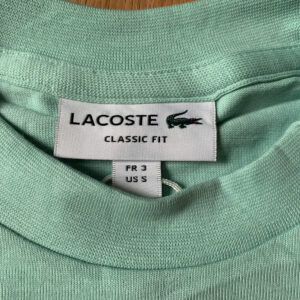 LACOSTE
CLASSIC FIT
FR 3
US S